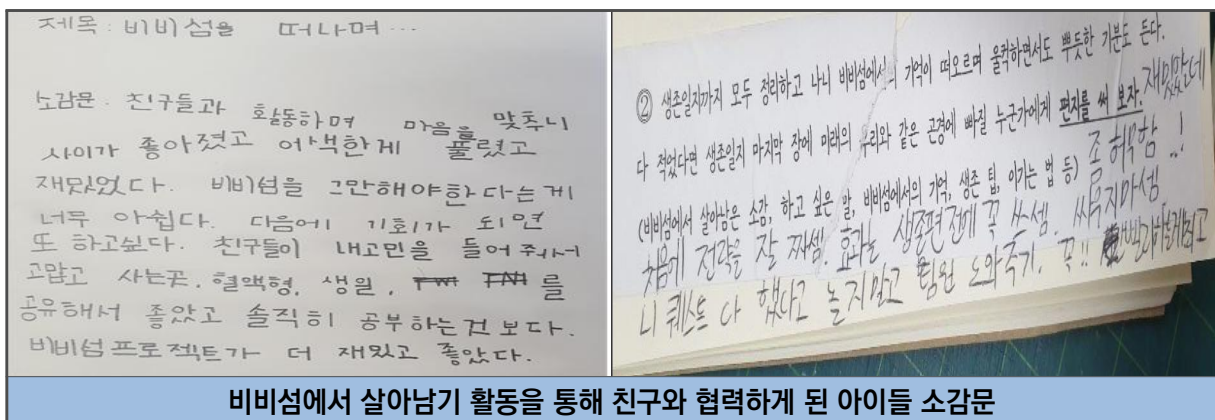 제목 : 비비섬을 떠나며…
소감문 : 친구들과 활동하며 마음을 맞추니
사이가 좋아졌고 어색한게 풀렸고
재밌었다. 비비섬을 그만해야한다는게
너무 아쉽다. 다음에 기회가 되면
또 하고싶다. 친구들이 내고민을 들어주셔서
고맙고 사는곳, 혈액형, 생일, 를
공유해서 좋았고 솔직히 공부하는건 보다.
비비섬프로젝트가 더 재밌고 좋았다.
② 생존일지까지 모두 정리하고 나니 비비섬에서의 기억이 떠오르며 울컥하면서도 뿌듯한 기분도 든다.
다 적었다면 생존일지 마지막 장에 미래의 우리와 같은 곤경에 빠질 누군가에게 편지를 써 보자. 재밌었는데
(비비섬에서 살아남은 소감, 하고 싶은 말, 비비섬에서의 기억, 생존 팁, 이기는 법 등) 좀 허무함..!
처음에 전략을 잘 짜셈. 효과는 생존편전에 꼭 쓰셈. 싸우지마셈
니 퀘스트 다 했다고 놀지말고 팀원 도와주기. 꼭!!
비비섬에서 살아남기 활동을 통해 친구와 협력하게 된 아이들 소감문